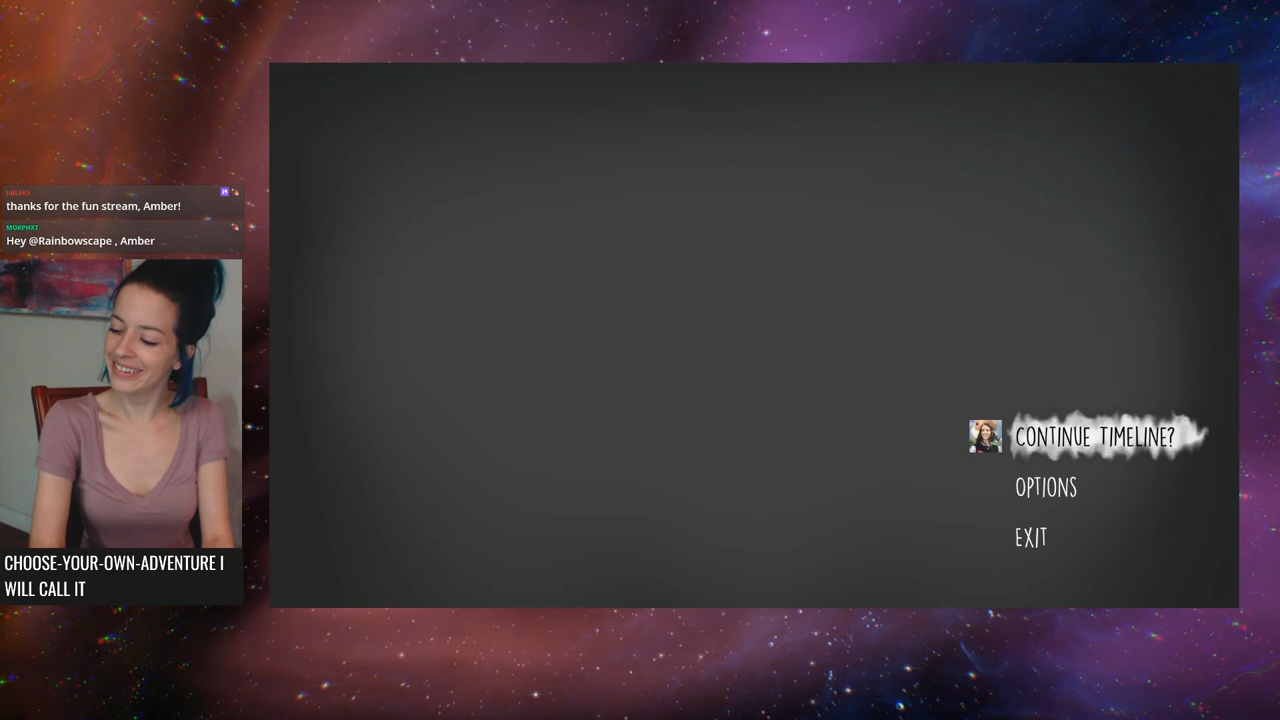 JIBLER3
thanks for the fun stream, Amber!
MORPHXT
Hey @Rainbowscape , Amber
CHOOSE-YOUR-OWN-ADVENTURE I
WILL CALL IT
CONTINUE TIMELINE?
OPTIONS
EXIT